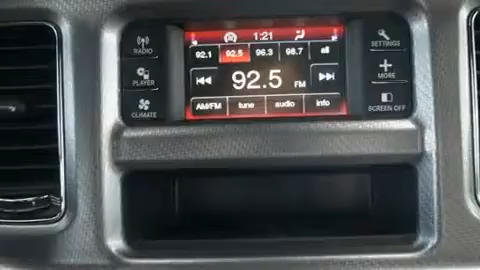 RADIO
PLAYER
CLIMATE
1:21
92.1 92.5 96.3 98.7 all
92.5 FM
AM/FM tune audio info
SETTINGS
MORE
SCREEN OFF